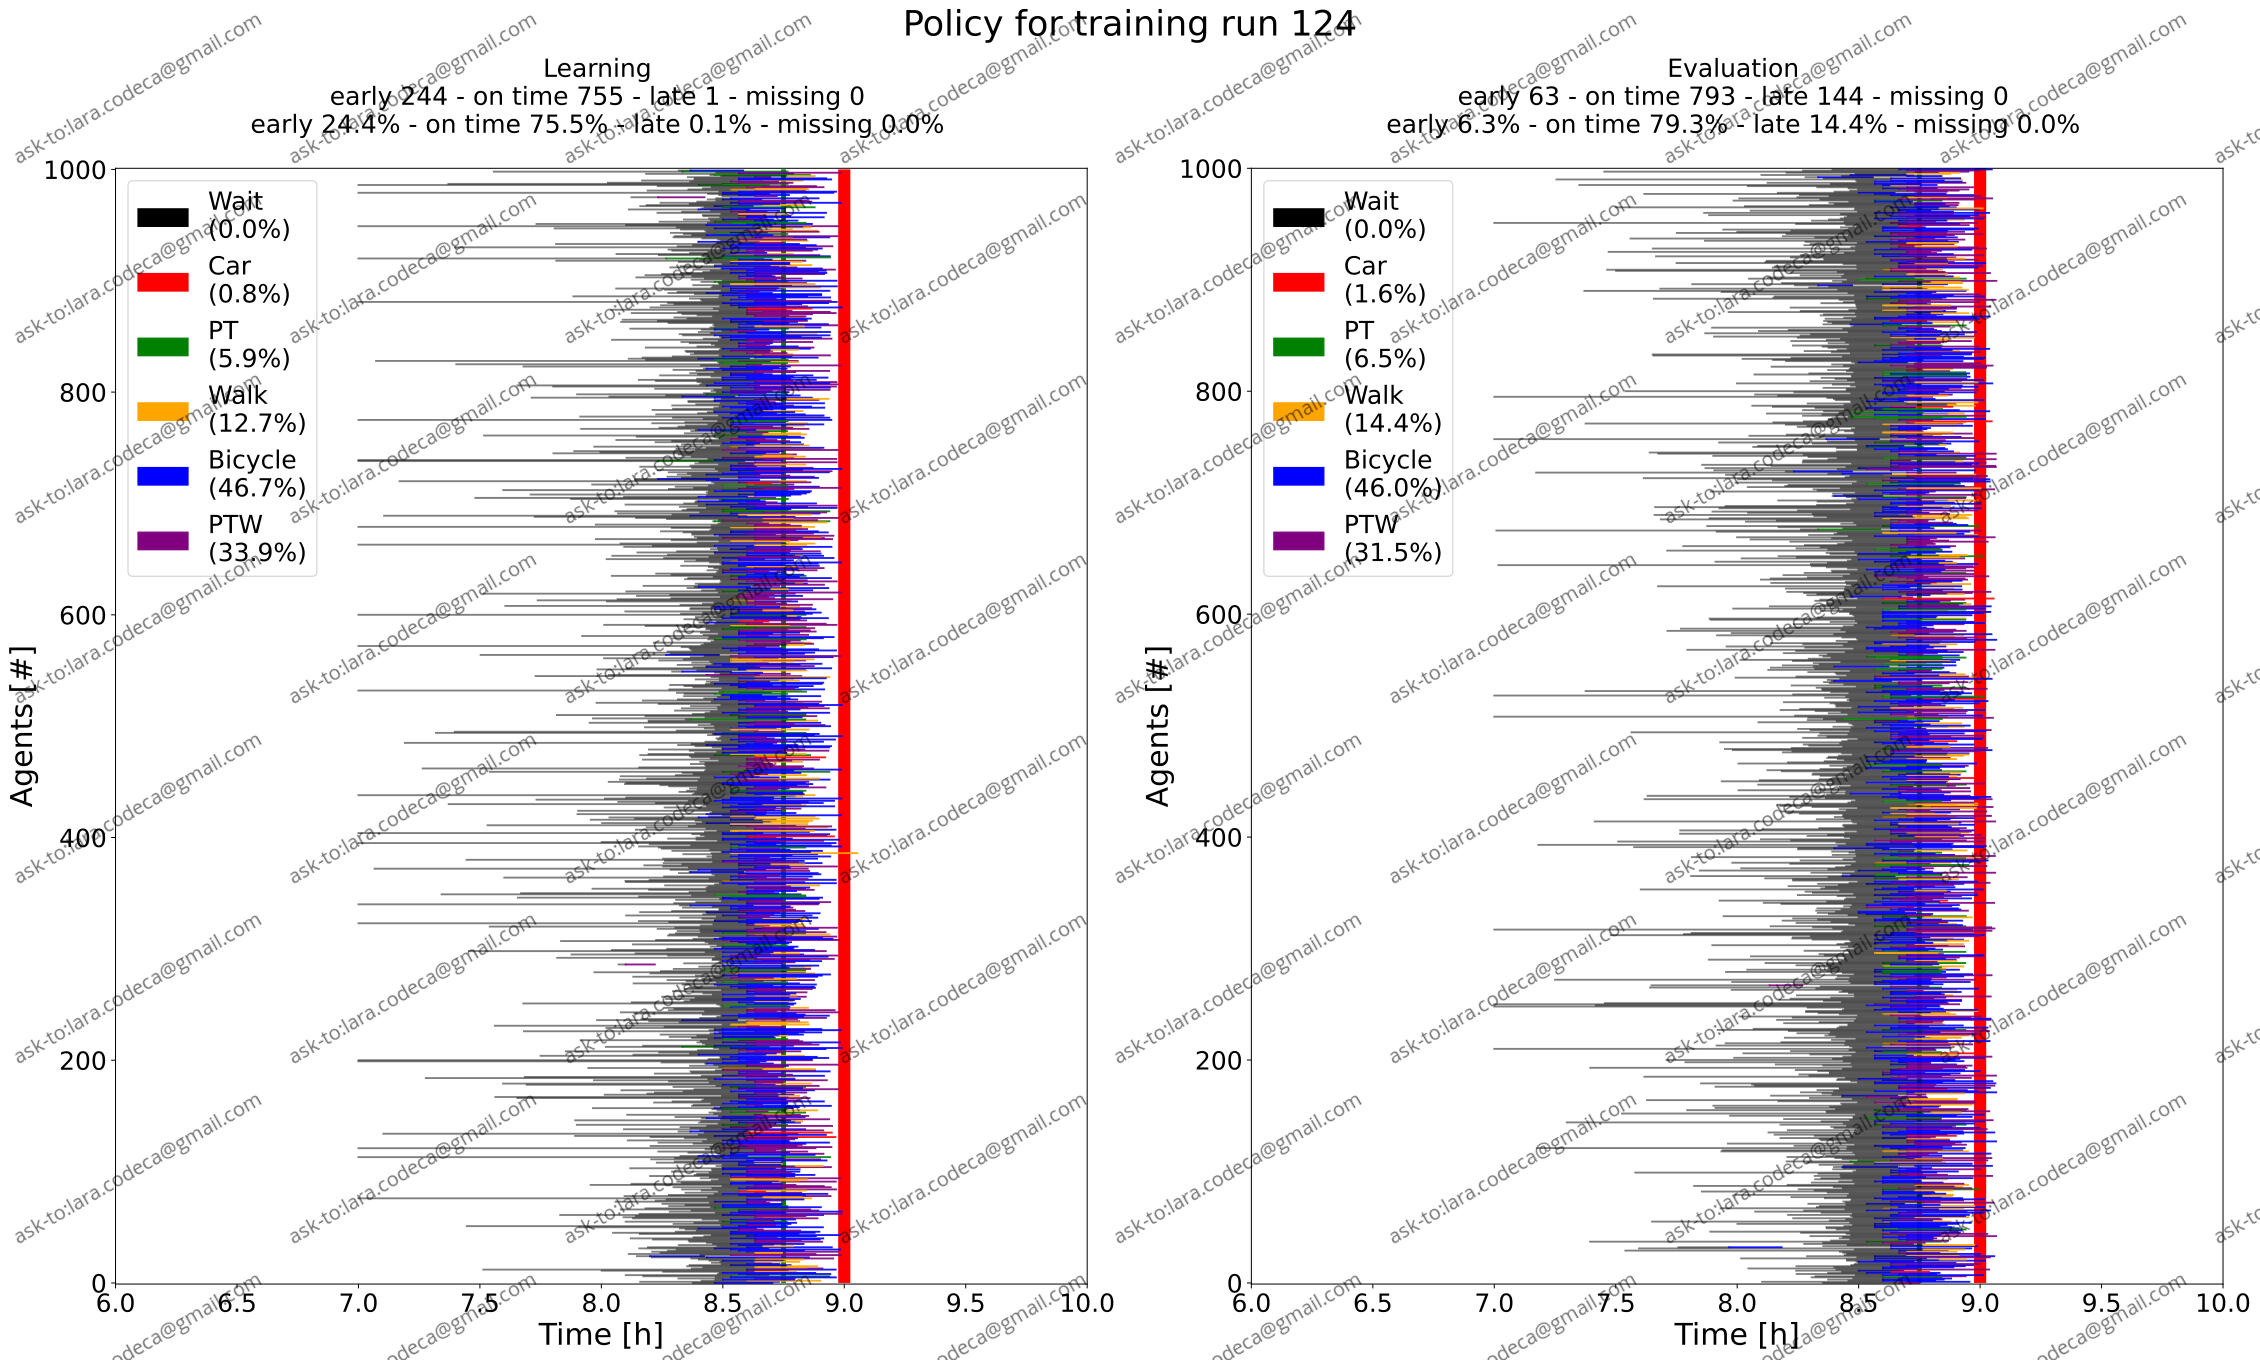 Policy for training run 124
Learning
early 244 - on time 755 - late 1 - missing 0
early 24.4% - on time 75.5% - late 0.1% - missing 0.0%
Wait
(0.0%)
Car
(0.8%)
PT
(5.9%)
Walk
(12.7%)
Bicycle
(46.7%)
PTW
(33.9%)
Agents [#]
1000
800
600
400
200
0
6.0 6.5 7.0 7.5 8.0 8.5 9.0 9.5 10.0
Time [h]
Evaluation
early 63 - on time 793 - late 144 - missing 0
early 6.3% - on time 79.3% - late 14.4% - missing 0.0%
Wait
(0.0%)
Car
(1.6%)
PT
(6.5%)
Walk
(14.4%)
Bicycle
(46.0%)
PTW
(31.5%)
Agents [#]
1000
800
600
400
200
0
6.0 6.5 7.0 7.5 8.0 8.5 9.0 9.5 10.0
Time [h]
ask-to:lara.codeca@gmail.com